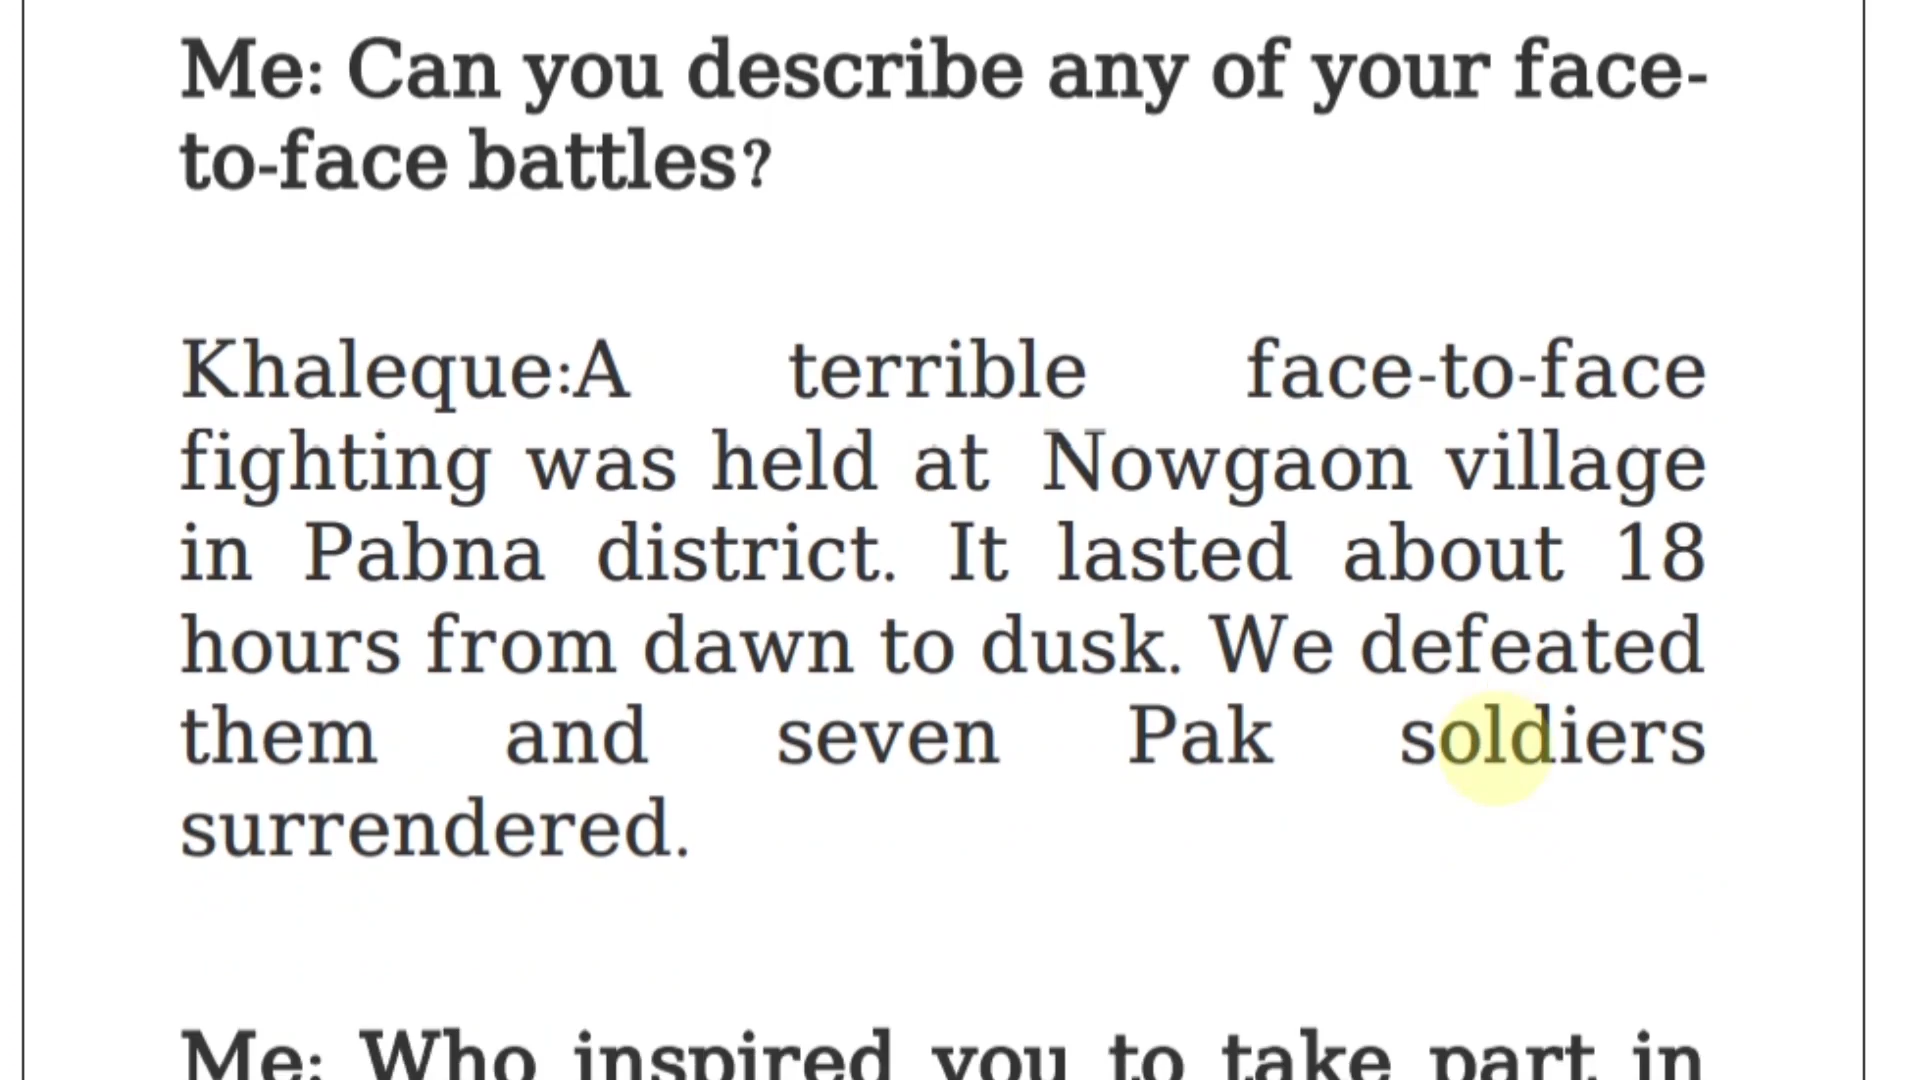 Me: Can you describe any of your face-
to-face battles?
Khaleque:A terrible face-to-face
fighting was held at Nowgaon village
in Pabna district. It lasted about 18
hours from dawn to dusk. We defeated
them and seven Pak soldiers
surrendered.
Me: Who inspired you to take part in